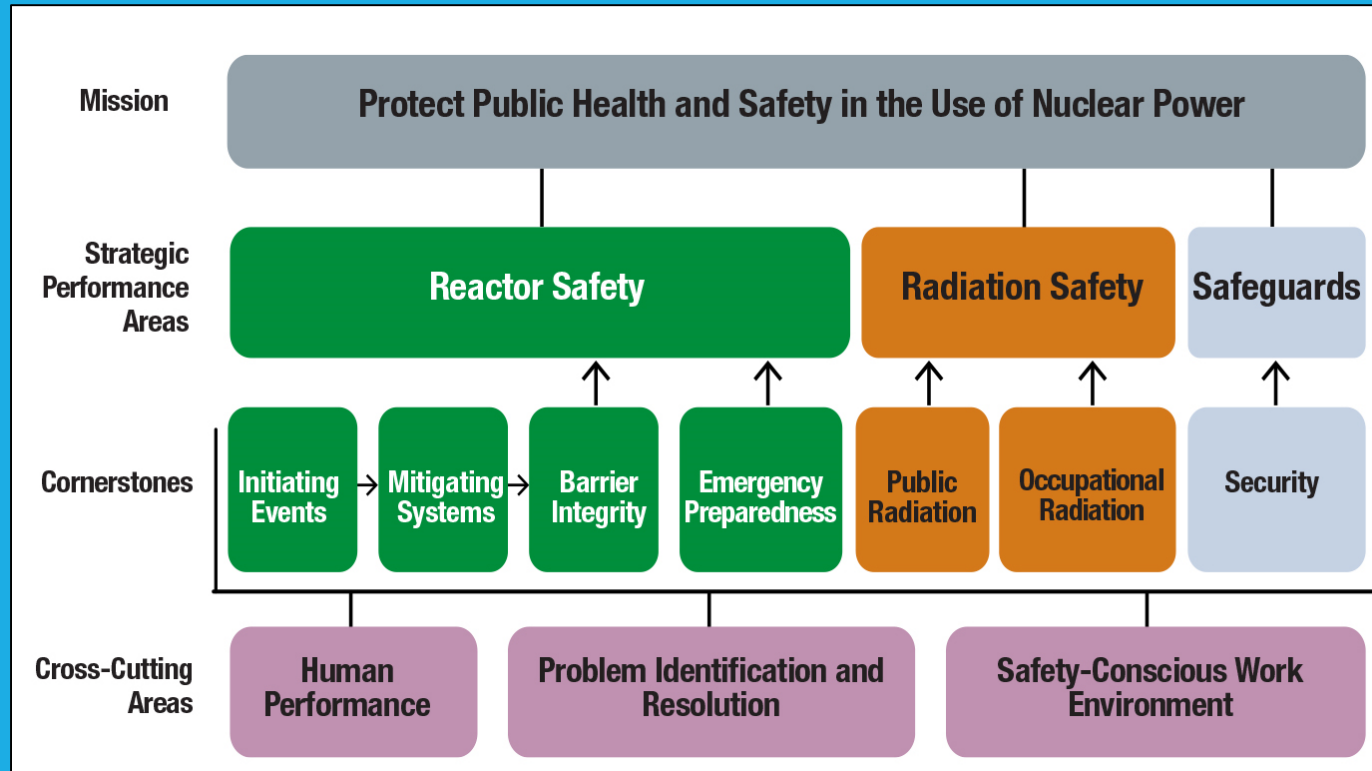 Mission
Protect Public Health and Safety in the Use of Nuclear Power
Strategic
Performance
Areas
Reactor Safety
Radiation Safety
Safeguards
Cornerstones
Initiating
Events
Mitigating
Systems
Barrier
Integrity
Emergency
Preparedness
Public
Radiation
Occupational
Radiation
Security
Cross-Cutting
Areas
Human
Performance
Problem Identification and
Resolution
Safety-Conscious Work
Environment